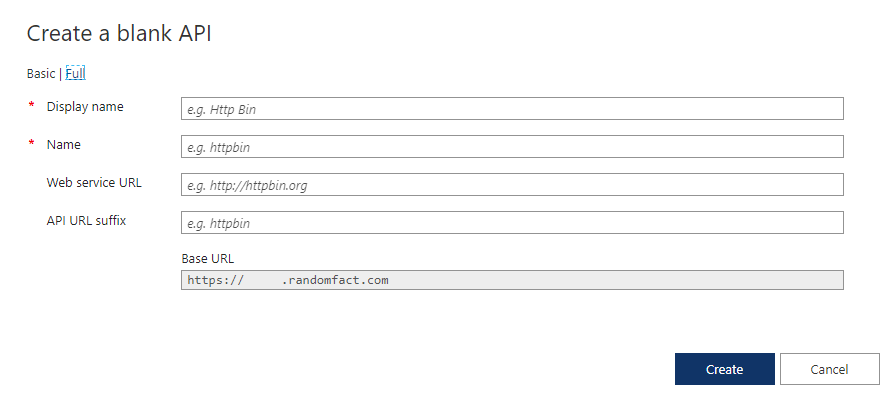 Create a blank API
Basic | Full
* Display name e.g. Http Bin
* Name e.g. httpbin
Web service URL e.g. http://httpbin.org
API URL suffix e.g. httpbin
Base URL
https:// .randomfact.com
Create Cancel